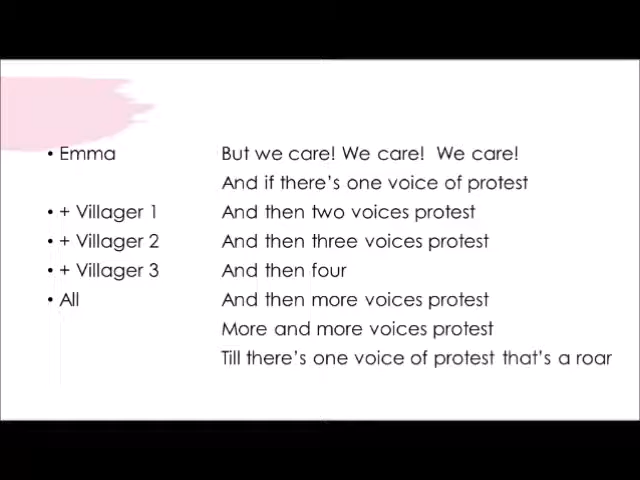 • Emma But we care! We care!  We care!
And if there's one voice of protest
• + Villager 1 And then two voices protest
• + Villager 2 And then three voices protest
• + Villager 3 And then four
• All And then more voices protest
More and more voices protest
Till there's one voice of protest that's a roar